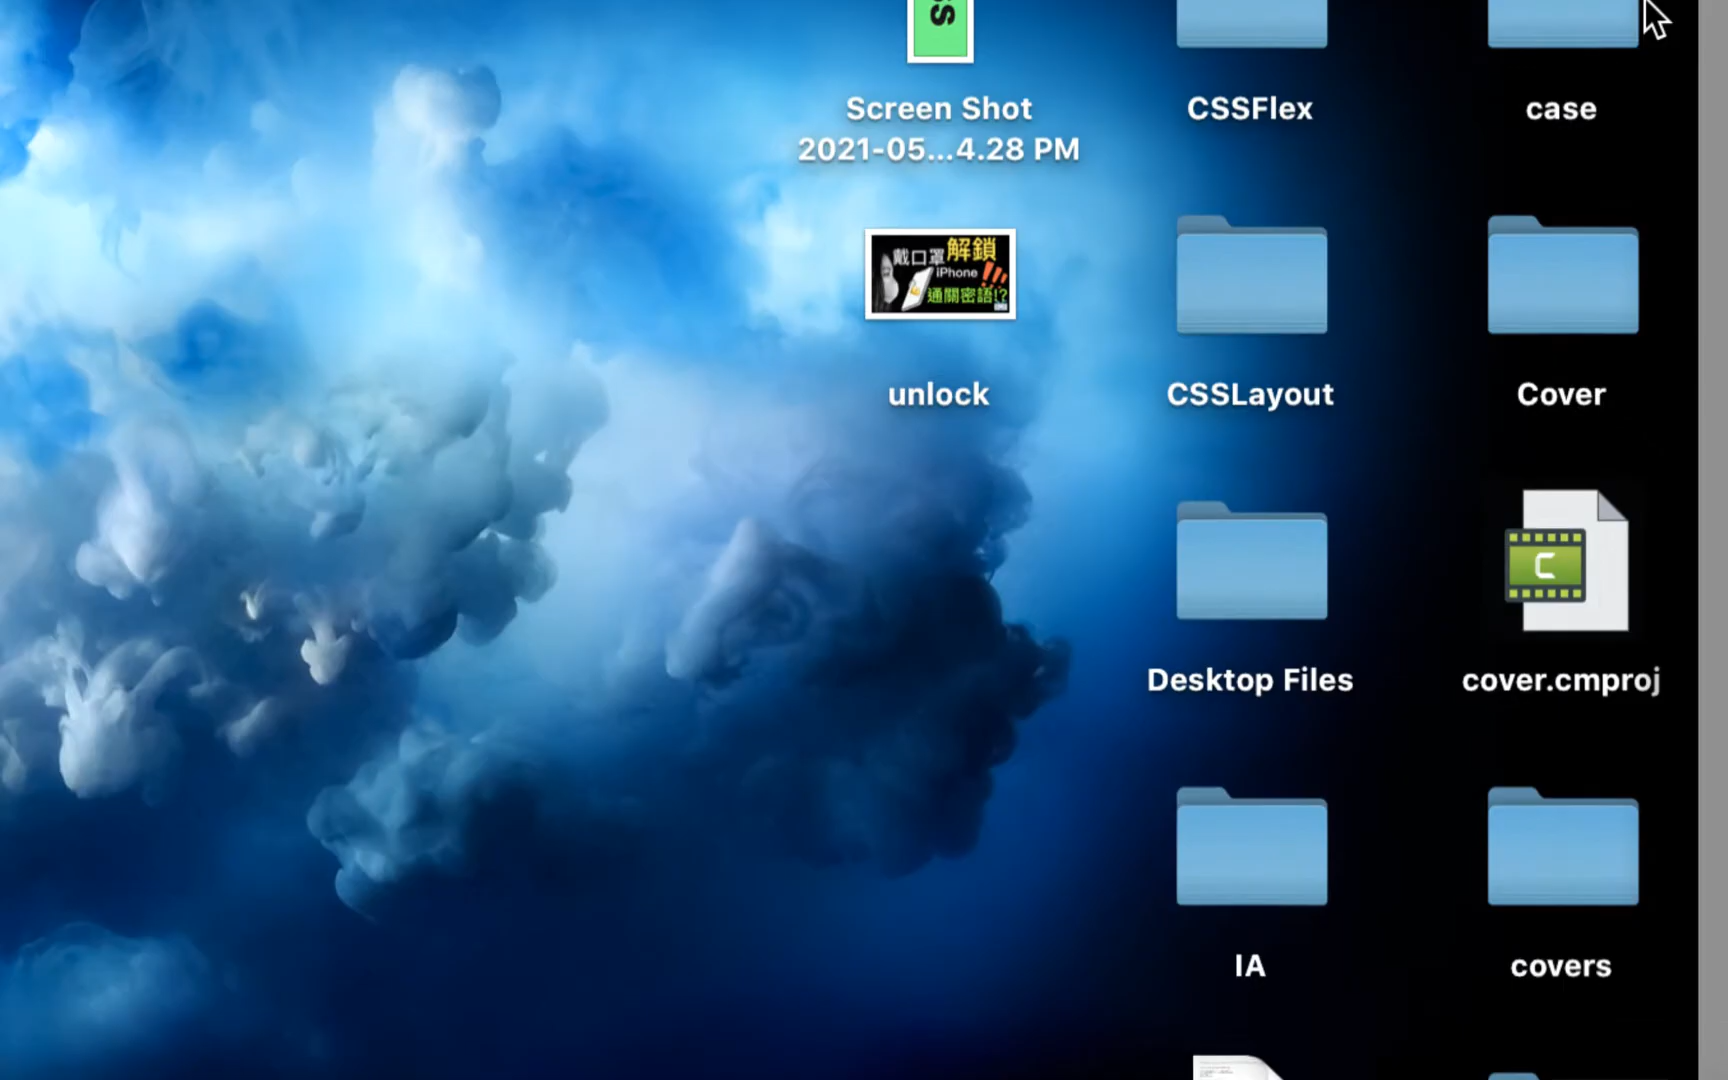 SS
Screen Shot
2021-05...4.28 PM
CSSFlex
case
戴口罩解鎖
iPhone
通關密語!?
unlock
CSSLayout
Cover
C
Desktop Files
cover.cmproj
IA
covers